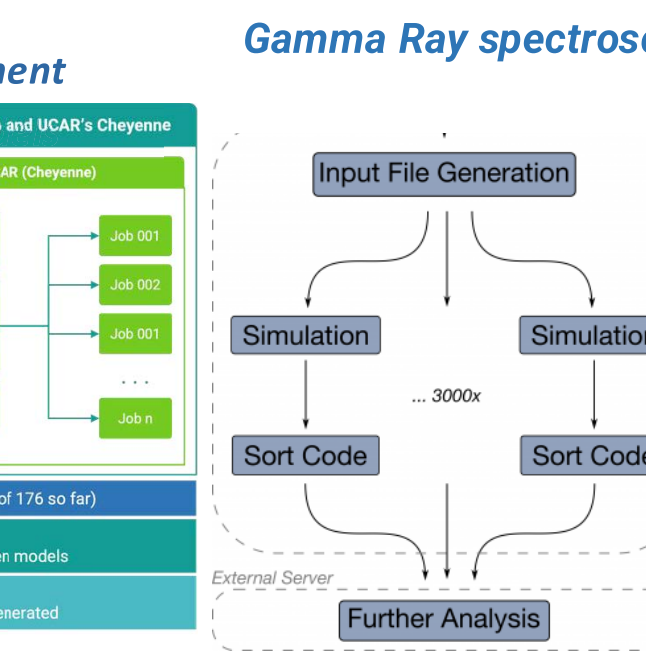 Gamma Ray spectrosc
ment
and UCAR's Cheyenne
AR (Cheyenne)
Job 001
Job 002
Job 001
...
Job n
of 176 so far)
en models
enerated
Input File Generation
Simulation
Simulation
... 3000x
Sort Code
Sort Code
External Server
Further Analysis